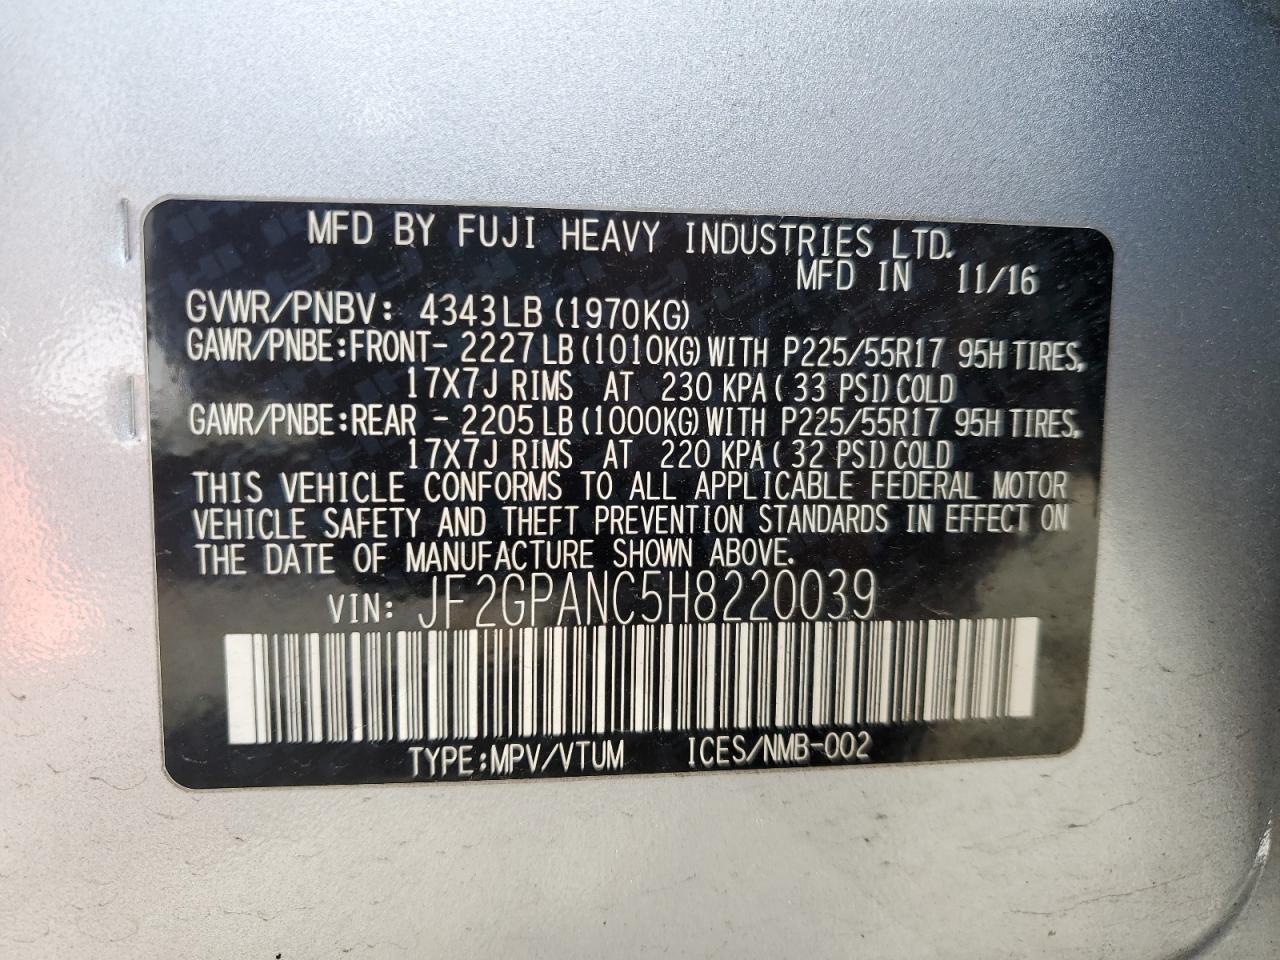 MFD BY FUJI HEAVY INDUSTRIES LTD.
MFD IN 11/16
GVWR/PNBV: 4343LB (1970KG)
GAWR/PNBE:FRONT- 2227LB (1010KG) WITH P225/55R17 95H TIRES,
17X7J RIMS AT 230 KPA ( 33 PSI) COLD
GAWR/PNBE:REAR - 2205LB (1000KG) WITH P225/55R17 95H TIRES,
17X7J RIMS AT 220 KPA ( 32 PSI) COLD
THIS VEHICLE CONFORMS TO ALL APPLICABLE FEDERAL MOTOR
VEHICLE SAFETY AND THEFT PREVENTION STANDARDS IN EFFECT ON
THE DATE OF MANUFACTURE SHOWN ABOVE.
VIN: JF2GPANC5H8220039
TYPE:MPV/VTUM ICES/NMB-002